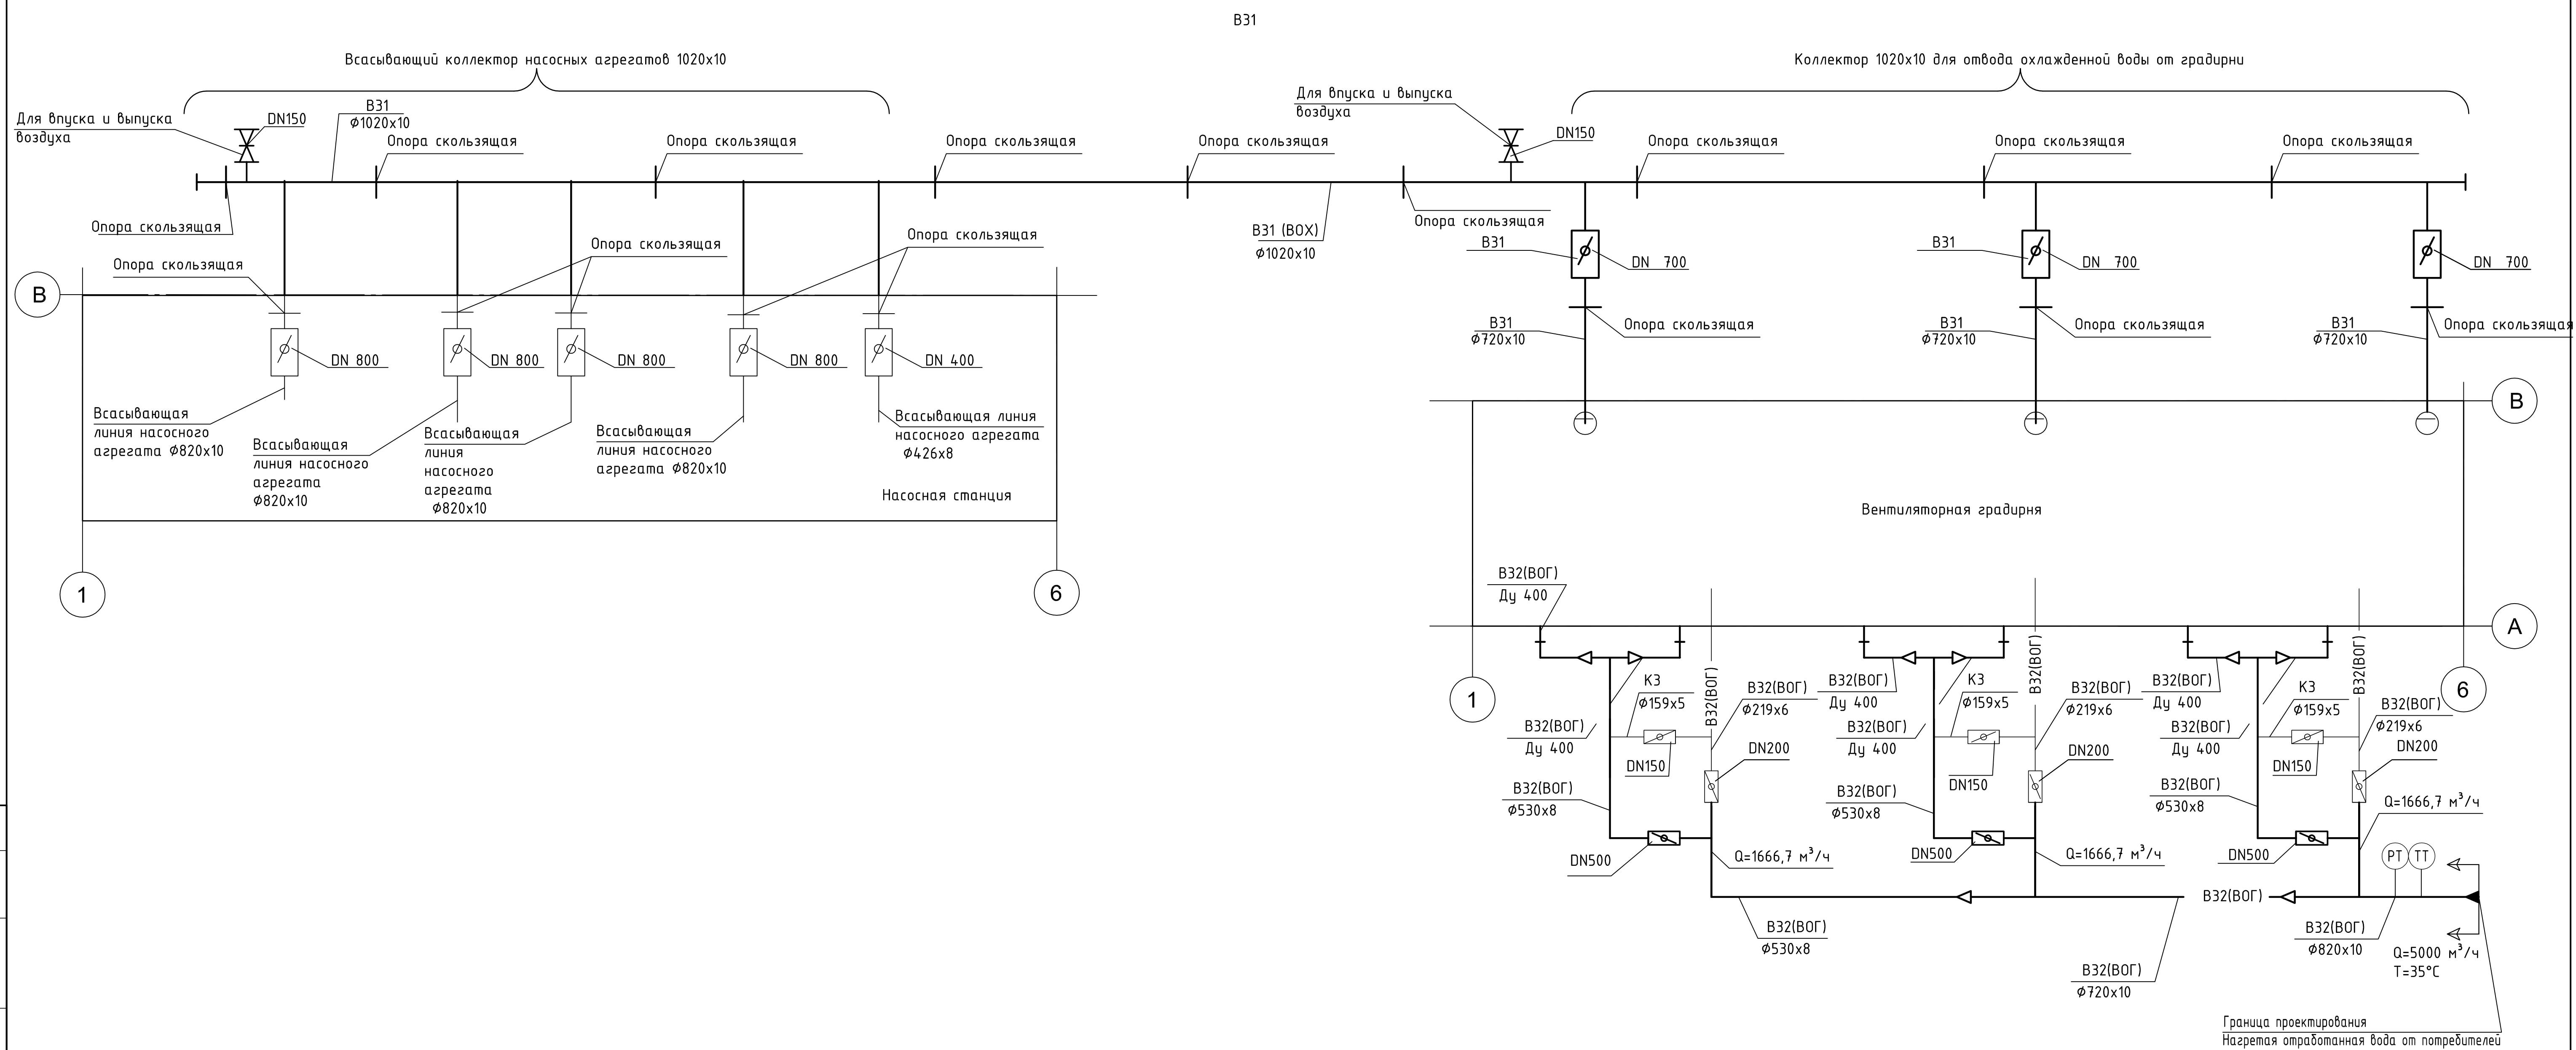 В31
Всасывающий коллектор насосных агрегатов 1020х10
Коллектор 1020х10 для отвода охлажденной воды от градирни
Для впуска и выпуска
воздуха
DN150
В31
Ф1020х10
Опора скользящая
Опора скользящая
Опора скользящая
Опора скользящая
Для впуска и выпуска
воздуха
DN150
Опора скользящая
Опора скользящая
Опора скользящая
Опора скользящая
Опора скользящая
Опора скользящая
Опора скользящая
Опора скользящая
В31 (ВОХ)
Ф1020х10
В31
DN 700
В31
DN 700
DN 700
В
Опора скользящая
В31
Ф720х10
Опора скользящая
В31
Ф720х10
Опора скользящая
В31
Ф720х10
Опора скользящая
DN 800
DN 800
DN 800
DN 800
DN 400
Всасывающая
линия насосного
агрегата Ф820х10
Всасывающая
линия насосного
агрегата
Ф820х10
Всасывающая
линия
насосного
агрегата
Ф820х10
Всасывающая
линия насосного
агрегата Ф820х10
Всасывающая линия
насосного агрегата
Ф426х8
Насосная станция
В
Вентиляторная градирня
1
6
В32(ВОГ)
Ду 400
А
1
6
К3
Ф159х5
В32(ВОГ)
В32(ВОГ)
Ф219х6
В32(ВОГ)
Ду 400
К3
Ф159х5
В32(ВОГ)
В32(ВОГ)
Ф219х6
В32(ВОГ)
Ду 400
К3
Ф159х5
В32(ВОГ)
В32(ВОГ)
Ф219х6
В32(ВОГ)
Ду 400
DN150
DN200
В32(ВОГ)
Ду 400
DN150
DN200
В32(ВОГ)
Ду 400
DN150
DN200
В32(ВОГ)
Ф530х8
В32(ВОГ)
Ф530х8
В32(ВОГ)
Ф530х8
Q=1666,7 м³/ч
DN500
Q=1666,7 м³/ч
DN500
Q=1666,7 м³/ч
DN500
PT
TT
В32(ВОГ)
В32(ВОГ)
Ф530х8
В32(ВОГ)
Ф820х10
Q=5000 м³/ч
Т=35°С
В32(ВОГ)
Ф720х10
Граница проектирования
Нагретая отработанная вода от потребителей